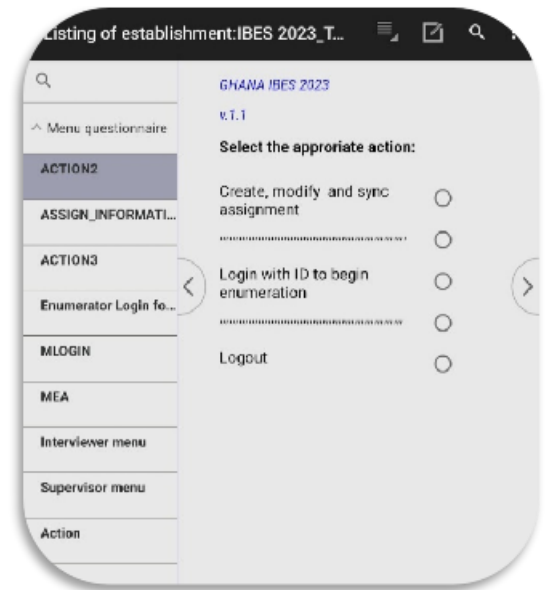 Listing of establishment:IBES 2023_T...
^ Menu questionnaire
ACTION2
ASSIGN_INFORMATI...
ACTION3
Enumerator Login fo...
MLOGIN
MEA
Interviewer menu
Supervisor menu
Action
GHANA IBES 2023
v.1.1
Select the approriate action:
Create, modify and sync
assignment
Login with ID to begin
enumeration
Logout